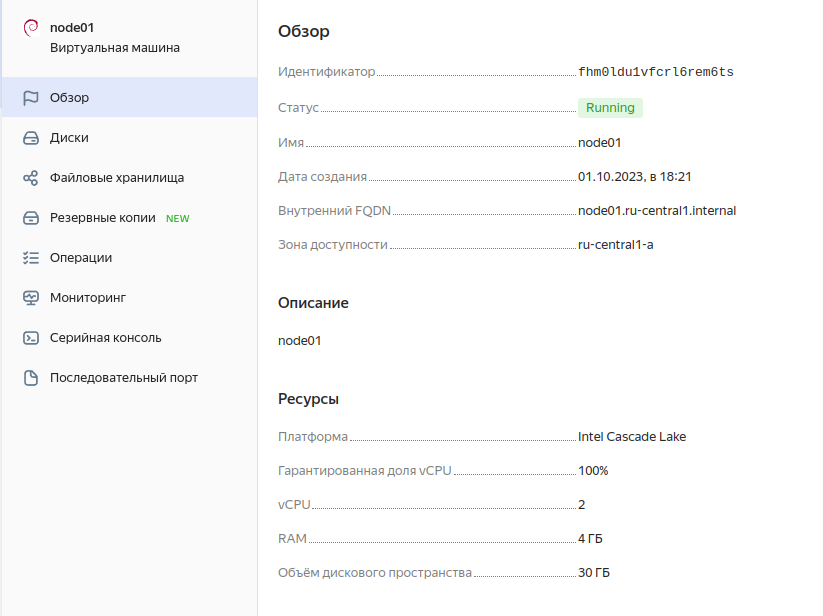 node01
Виртуальная машина
Обзор
Диски
Файловые хранилища
Резервные копии NEW
Операции
Мониторинг
Серийная консоль
Последовательный порт
Обзор
Идентификатор fhm0ldu1vfcrl6rem6ts
Статус Running
Имя node01
Дата создания 01.10.2023, в 18:21
Внутренний FQDN node01.ru-central1.internal
Зона доступности ru-central1-a
Описание
node01
Ресурсы
Платформа Intel Cascade Lake
Гарантированная доля vCPU 100%
vCPU 2
RAM 4 ГБ
Объём дискового пространства 30 ГБ